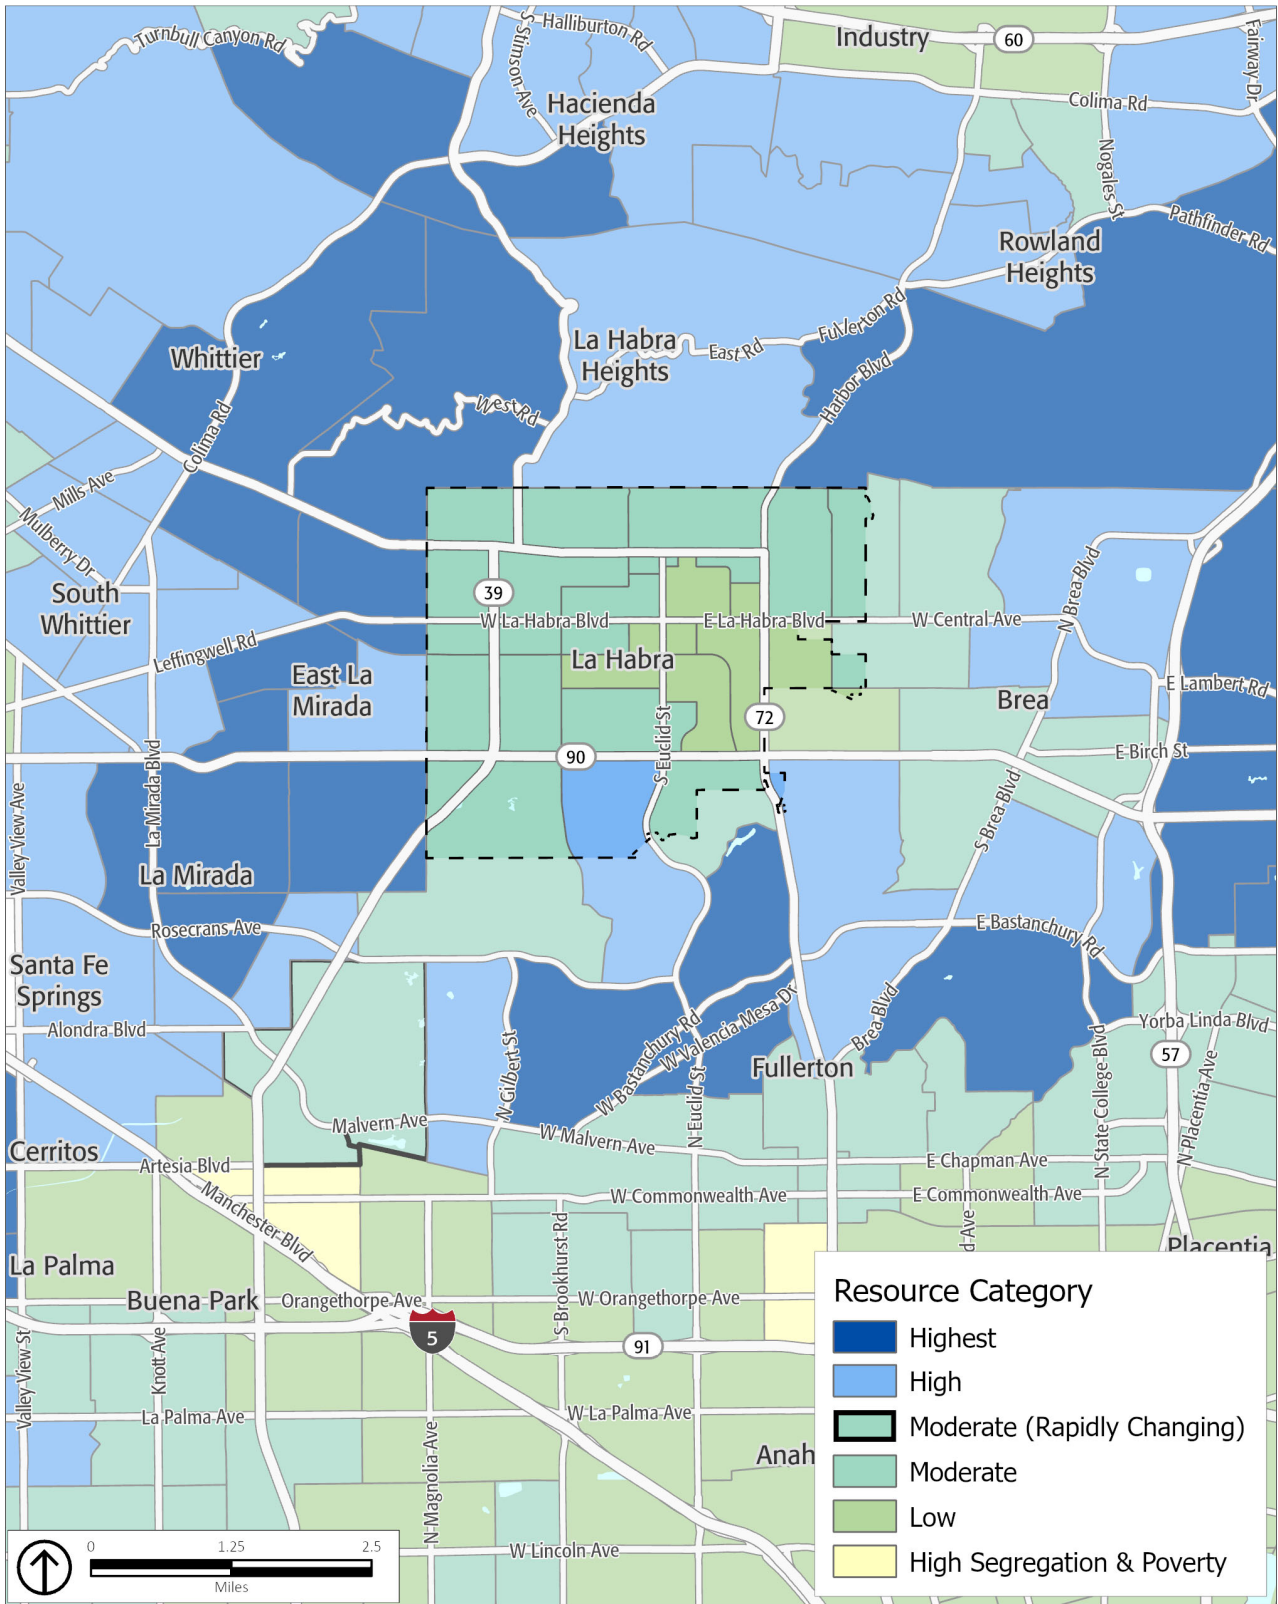 Turnbull Canyon Rd
S Stimson Ave
Halliburton Rd
Industry
60
Fairway Dr
Hacienda
Heights
Colima Rd
Nogales St
Pathfinder Rd
Rowland
Heights
Whittier
La Habra
Heights
East Rd
Fullerton Rd
Harbor Blvd
West Rd
Colima Rd
Mills Ave
Mulberry Dr
South
Whittier
39
W La Habra Blvd
E La Habra Blvd
W Central Ave
N Brea Blvd
Leffingwell Rd
East La
Mirada
La Habra
Brea
E Lambert Rd
S Euclid St
72
90
E Birch St
La Mirada Blvd
Valley View Ave
S Brea Blvd
La Mirada
Rosecrans Ave
E Bastanchury Rd
Santa Fe
Springs
Alondra Blvd
N Gilbert St
W Bastanchury Rd
W Valencia Mesa Dr
Brea Blvd
Yorba Linda Blvd
57
Fullerton
N Euclid St
N State College Blvd
N Placentia Ave
Malvern Ave
W Malvern Ave
Cerritos
Artesia Blvd
E Chapman Ave
Manchester Blvd
W Commonwealth Ave
E Commonwealth Ave
d Ave
Placentia
La Palma
Buena Park
Orangethorpe Ave
S Brookhurst Rd
W Orangethorpe Ave
5
91
Valley View St
Knott Ave
La Palma Ave
W La Palma Ave
N Magnolia Ave
Anah
W Lincoln Ave
Resource Category
Highest
High
Moderate (Rapidly Changing)
Moderate
Low
High Segregation & Poverty
0 1.25 2.5
Miles